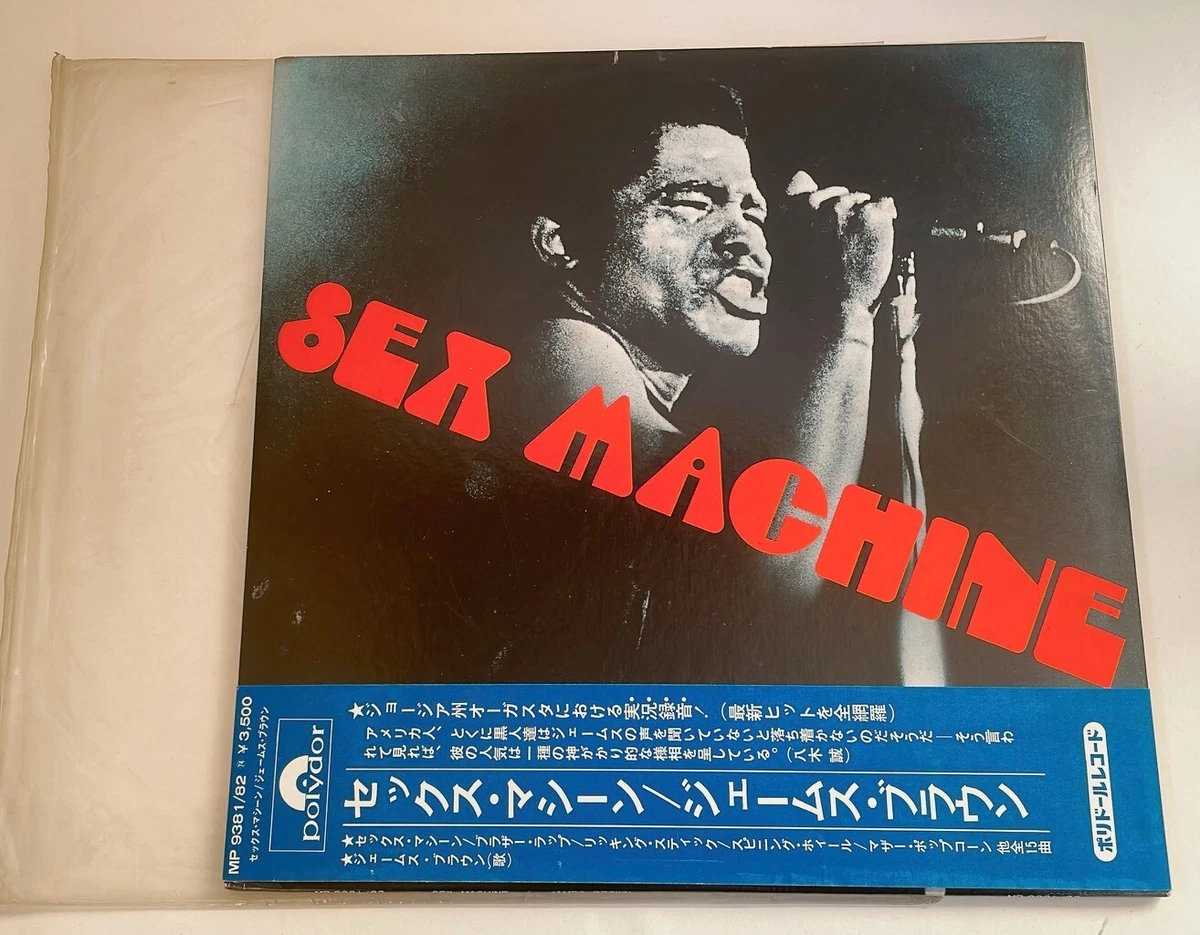 SEX MACHINE
★ジョージア州オーガスタにおける実況録音!(最新ヒットを全網羅)
アメリカ人、とくに黒人達はジェームスの声を聞いていないと落ち着かないのだそうだ―そう言わ
れて見れば、彼の人気は一種の神がかり的な様相を呈している。(八木 誠)
セックス・マシーン/ジェームス・ブラウン
★セックス・マシーン/ブラザー・ラップ/リッキング・スティック/スピニング・ホイール/マザー・ポップコーン 他全15曲
★ジェームス・ブラウン(歌)
polydor
MP 9381/82 ¥3,500
セックス・マシーン/ジェームス・ブラウン
ポリドールレコード